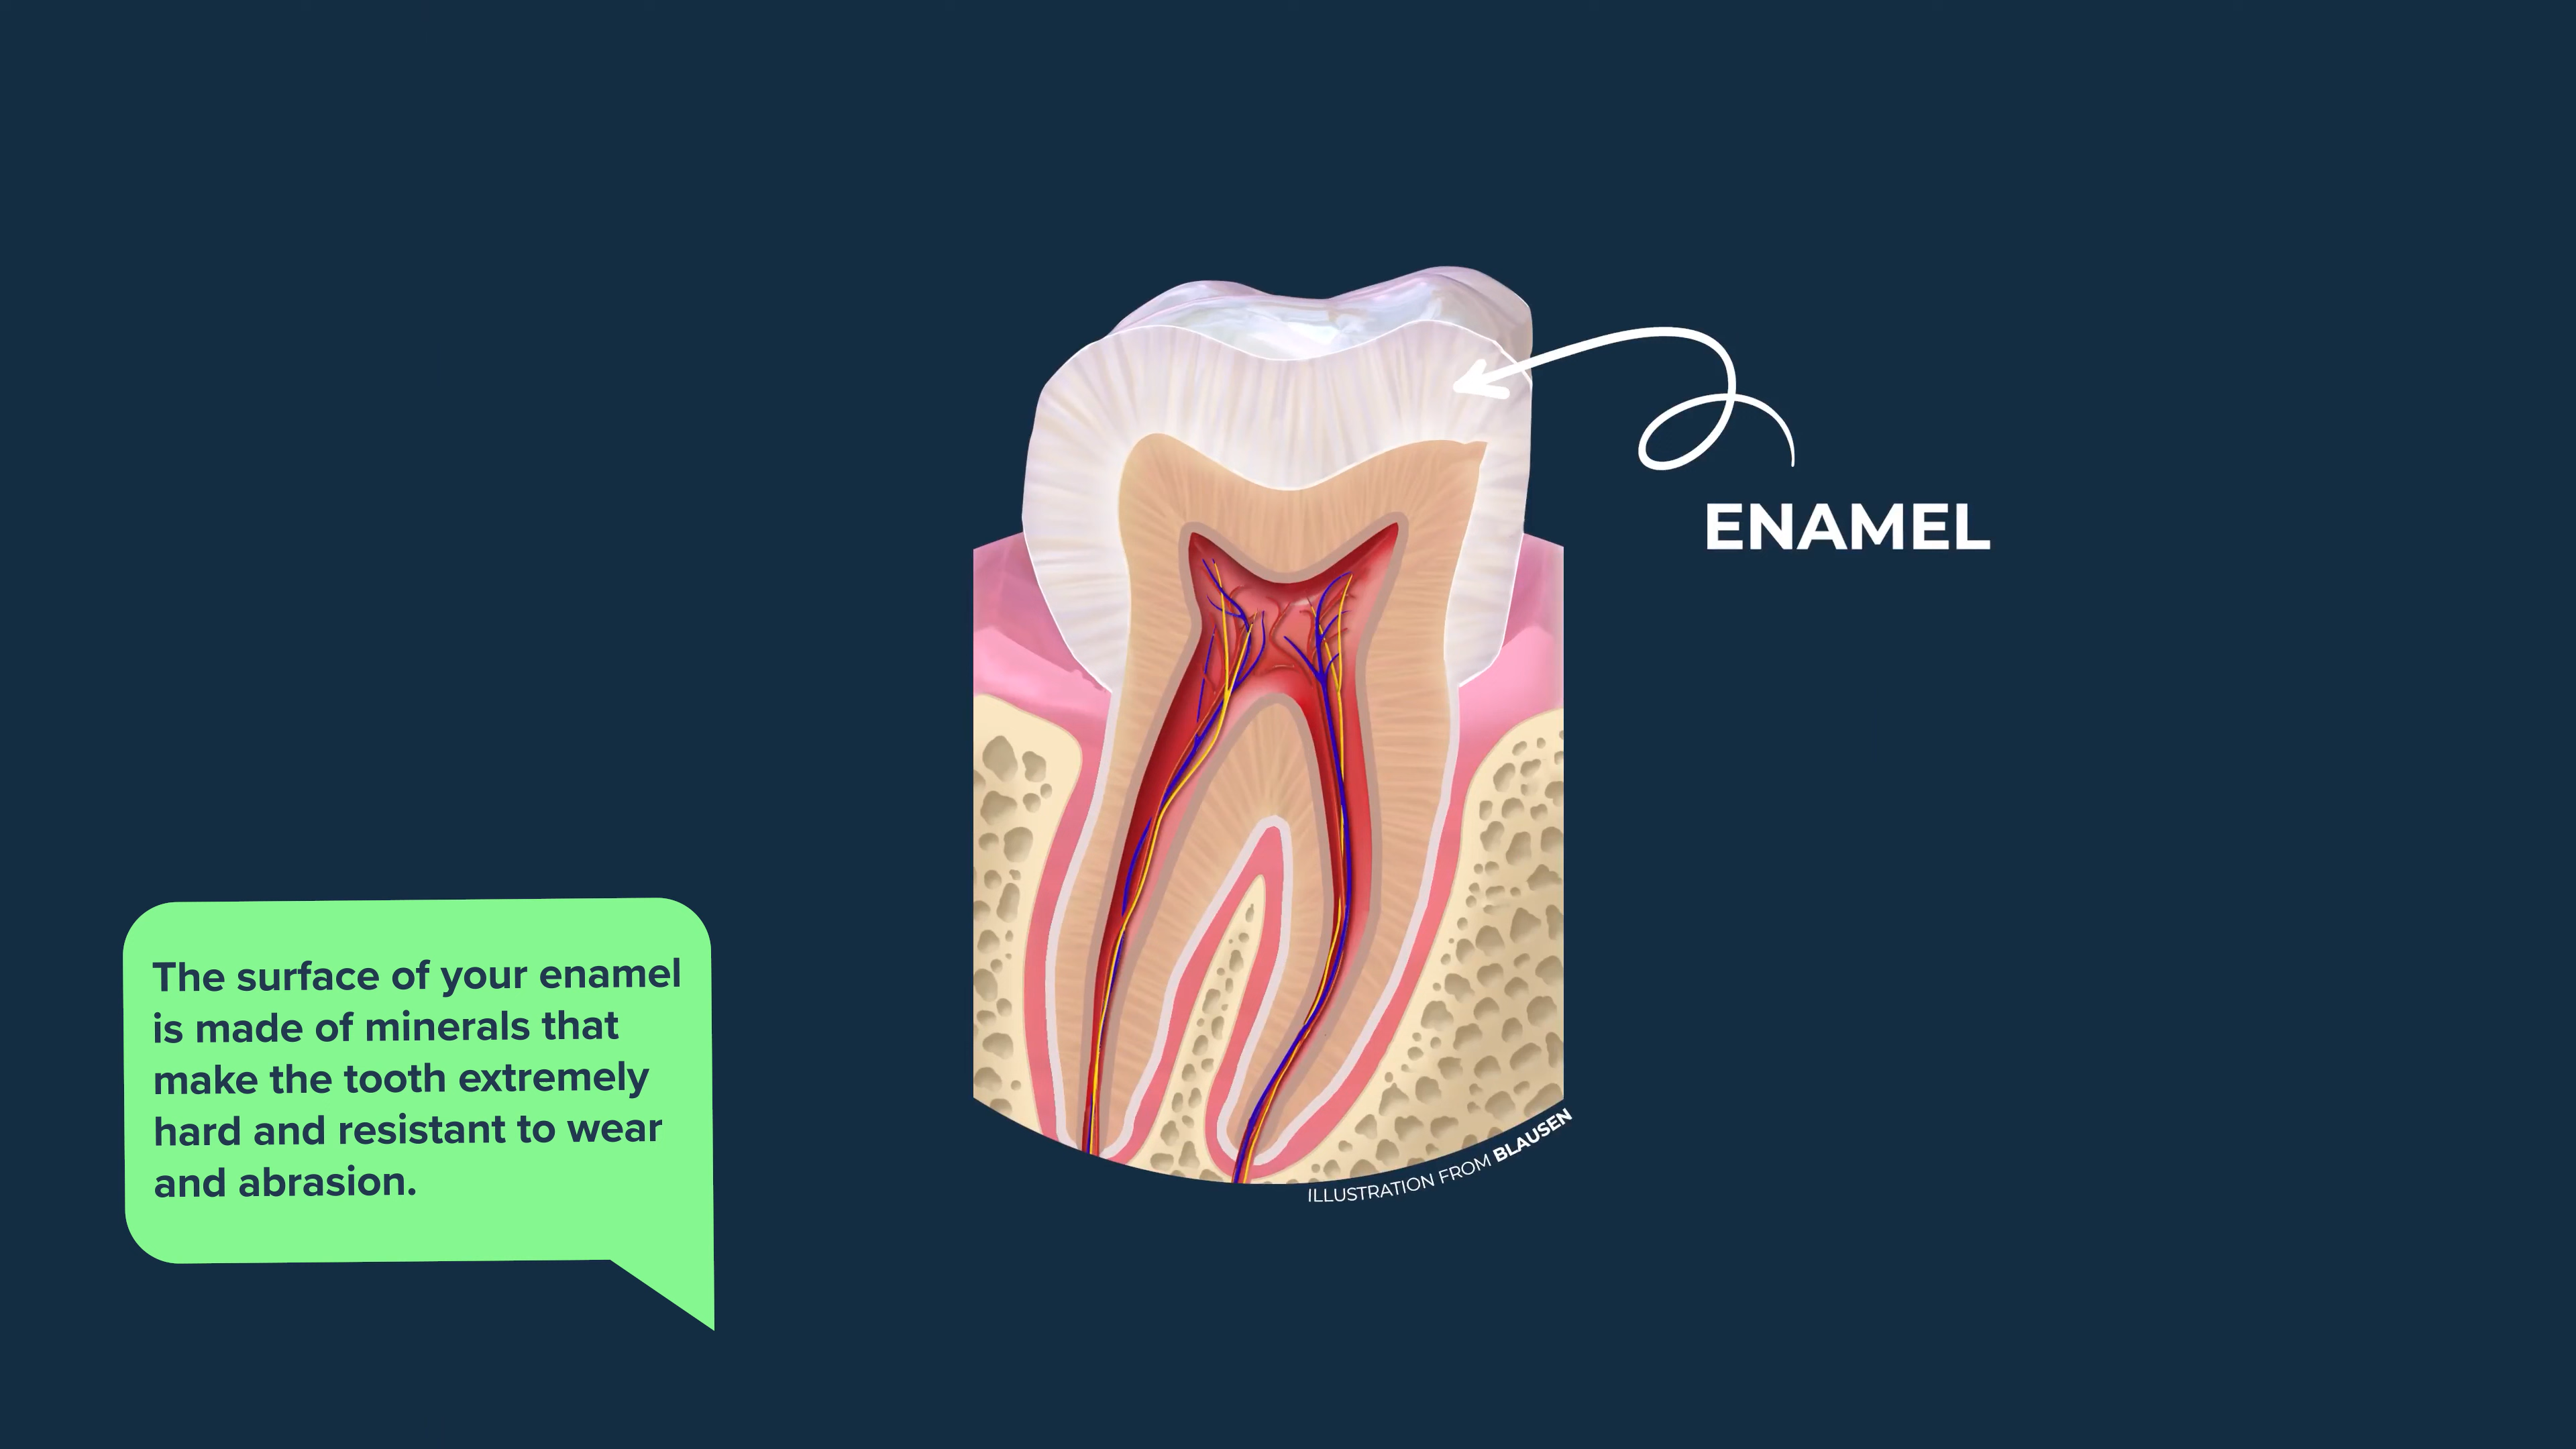 ENAMEL
The surface of your enamel
is made of minerals that
make the tooth extremely
hard and resistant to wear
and abrasion.
ILLUSTRATION FROM BLAUSEN